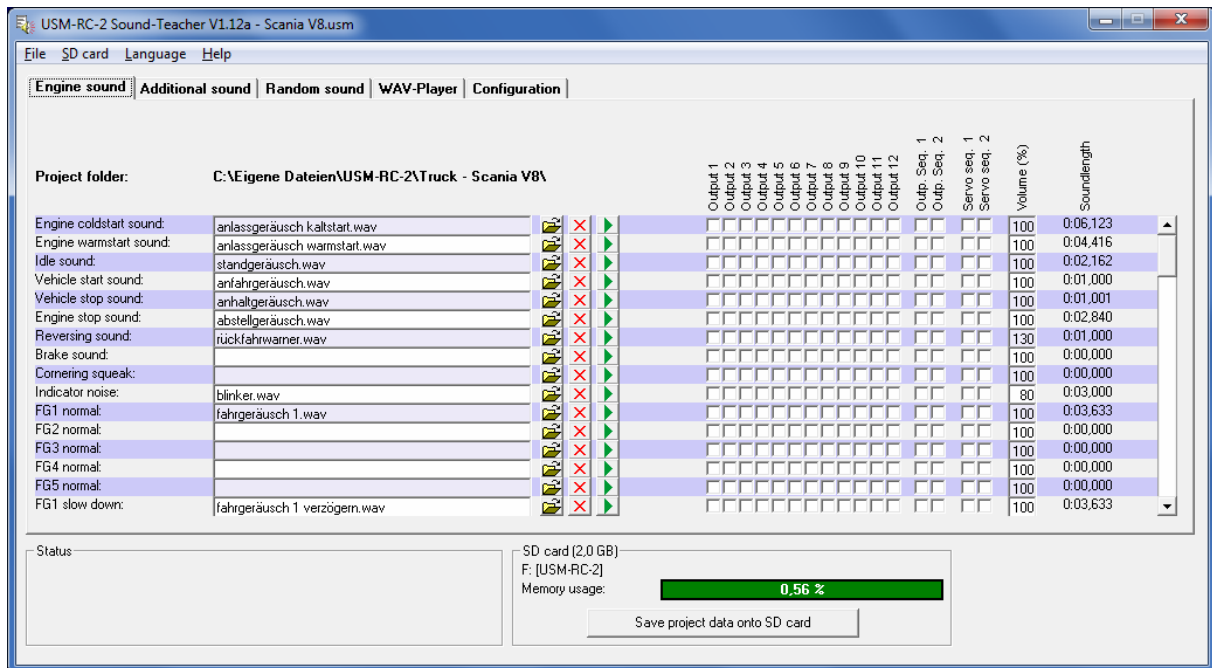 USM-RC-2 Sound-Teacher V1.12a - Scania V8.usm
File SD card Language Help
Engine sound Additional sound Random sound WAV-Player Configuration
Project folder: C:\Eigene Dateien\USM-RC-2\Truck - Scania V8\
Output 1
Output 2
Output 3
Output 4
Output 5
Output 6
Output 7
Output 8
Output 9
Output 10
Output 11
Output 12
Outp. Seq. 1
Outp. Seq. 2
Servo seq. 1
Servo seq. 2
Volume (%)
Soundlength
Engine coldstart sound: anlassgeräusch kaltstart.wav 100 0:06,123
Engine warmstart sound: anlassgeräusch warmstart.wav 100 0:04,416
Idle sound: standgeräusch.wav 100 0:02,162
Vehicle start sound: anfahrgeräusch.wav 100 0:01,000
Vehicle stop sound: anhaltgeräusch.wav 100 0:01,001
Engine stop sound: abstellgeräusch.wav 100 0:02,840
Reversing sound: rückfahrwarner.wav 130 0:01,000
Brake sound: 100 0:00,000
Cornering squeak: 100 0:00,000
Indicator noise: blinker.wav 80 0:03,000
FG1 normal: fahrgeräusch 1.wav 100 0:03,633
FG2 normal: 100 0:00,000
FG3 normal: 100 0:00,000
FG4 normal: 100 0:00,000
FG5 normal: 100 0:00,000
FG1 slow down: fahrgeräusch 1 verzögern.wav 100 0:03,633
Status
SD card (2,0 GB)
F: [USM-RC-2]
Memory usage: 0,56 %
Save project data onto SD card